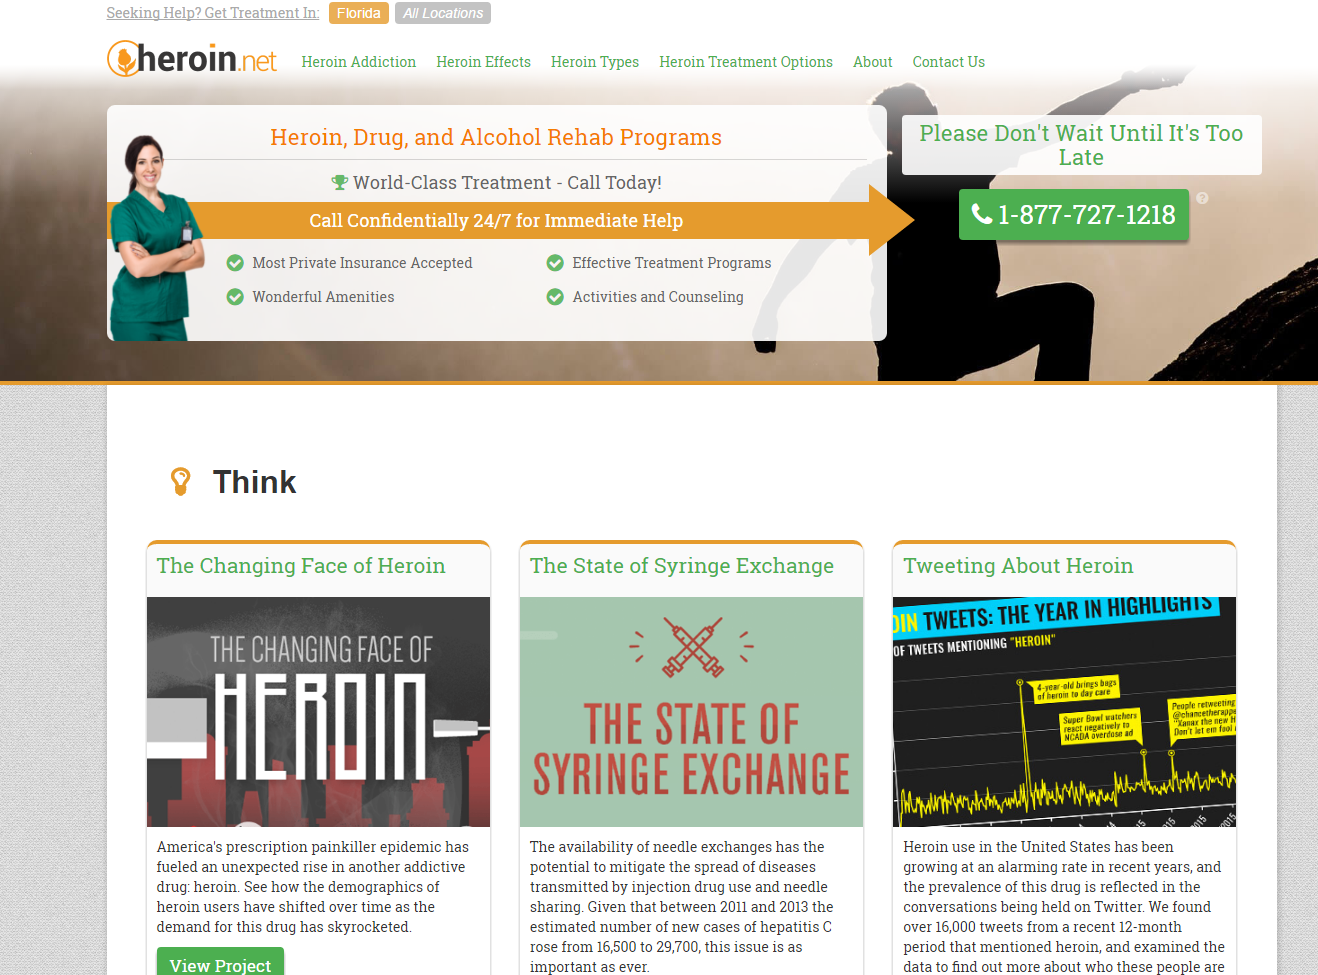 Seeking Help? Get Treatment In: Florida All Locations
heroin.net
Heroin Addiction Heroin Effects Heroin Types Heroin Treatment Options About Contact Us
Heroin, Drug, and Alcohol Rehab Programs
World-Class Treatment - Call Today!
Call Confidentially 24/7 for Immediate Help
Most Private Insurance Accepted
Effective Treatment Programs
Wonderful Amenities
Activities and Counseling
Please Don't Wait Until It's Too
Late
1-877-727-1218
?
Think
The Changing Face of Heroin
THE CHANGING FACE OF
HEROIN
America's prescription painkiller epidemic has
fueled an unexpected rise in another addictive
drug: heroin. See how the demographics of
heroin users have shifted over time as the
demand for this drug has skyrocketed.
View Project
The State of Syringe Exchange
THE STATE OF
SYRINGE EXCHANGE
The availability of needle exchanges has the
potential to mitigate the spread of diseases
transmitted by injection drug use and needle
sharing. Given that between 2011 and 2013 the
estimated number of new cases of hepatitis C
rose from 16,500 to 29,700, this issue is as
important as ever.
Tweeting About Heroin
OIN TWEETS: THE YEAR IN HIGHLIGHTS
OF TWEETS MENTIONING "HEROIN"
4-year-old brings bags
of heroin to day care
Super Bowl watchers
react negatively to
NCADA overdose ad
People retweeting
@chancetherapper
"Xanax the new H
Don't let em fool
2015
2015
Heroin use in the United States has been
growing at an alarming rate in recent years, and
the prevalence of this drug is reflected in the
conversations being held on Twitter. We found
over 16,000 tweets from a recent 12-month
period that mentioned heroin, and examined the
data to find out more about who these people are